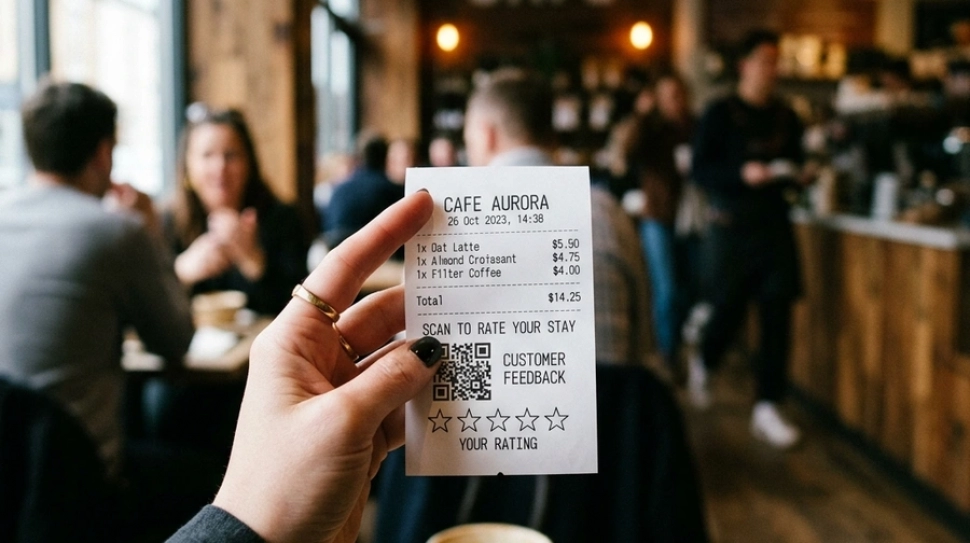 CAFE AURORA
26 Oct 2023, 14:38
1x Oat Latte $5.50
1x Almond Croissant $4.75
1x Filter Coffee $4.00
Total $14.25
SCAN TO RATE YOUR STAY
CUSTOMER
FEEDBACK
YOUR RATING